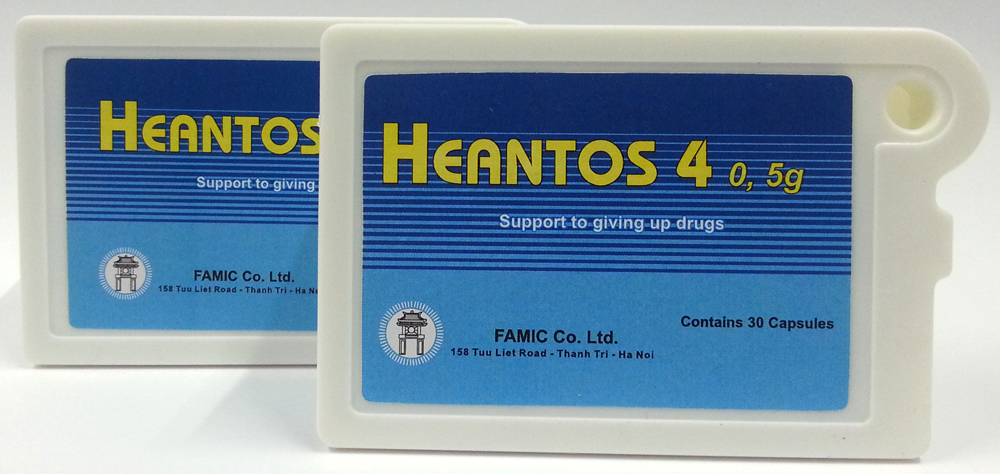 HEANTOS
Support to giving
FAMIC Co. Ltd.
158 Tuu Liet Road - Thanh Tri - Ha
HEANTOS 4 0, 5g
Support to giving up drugs
Contains 30 Capsules
FAMIC Co. Ltd.
158 Tuu Liet Road - Thanh Tri - Ha Noi